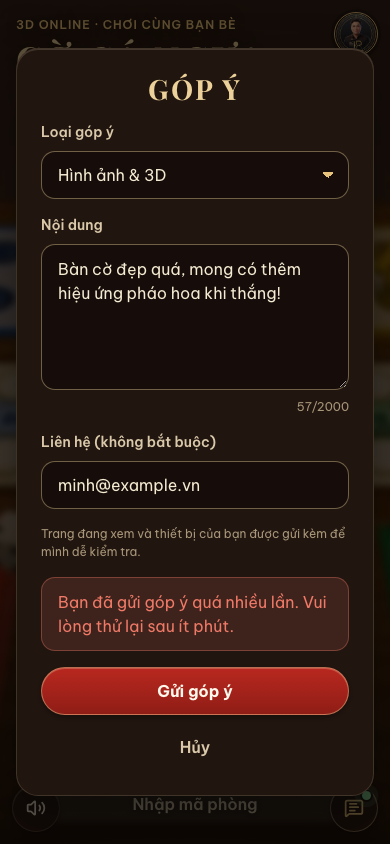 3D ONLINE · CHƠI CÙNG BẠN BÈ
GÓP Ý
Loại góp ý
Hình ảnh & 3D
Nội dung
Bàn cờ đẹp quá, mong có thêm
hiệu ứng pháo hoa khi thắng!
57/2000
Liên hệ (không bắt buộc)
minh@example.vn
Trang đang xem và thiết bị của bạn được gửi kèm để
mình dễ kiểm tra.
Bạn đã gửi góp ý quá nhiều lần. Vui
lòng thử lại sau ít phút.
Gửi góp ý
Hủy
Nhập mã phòng